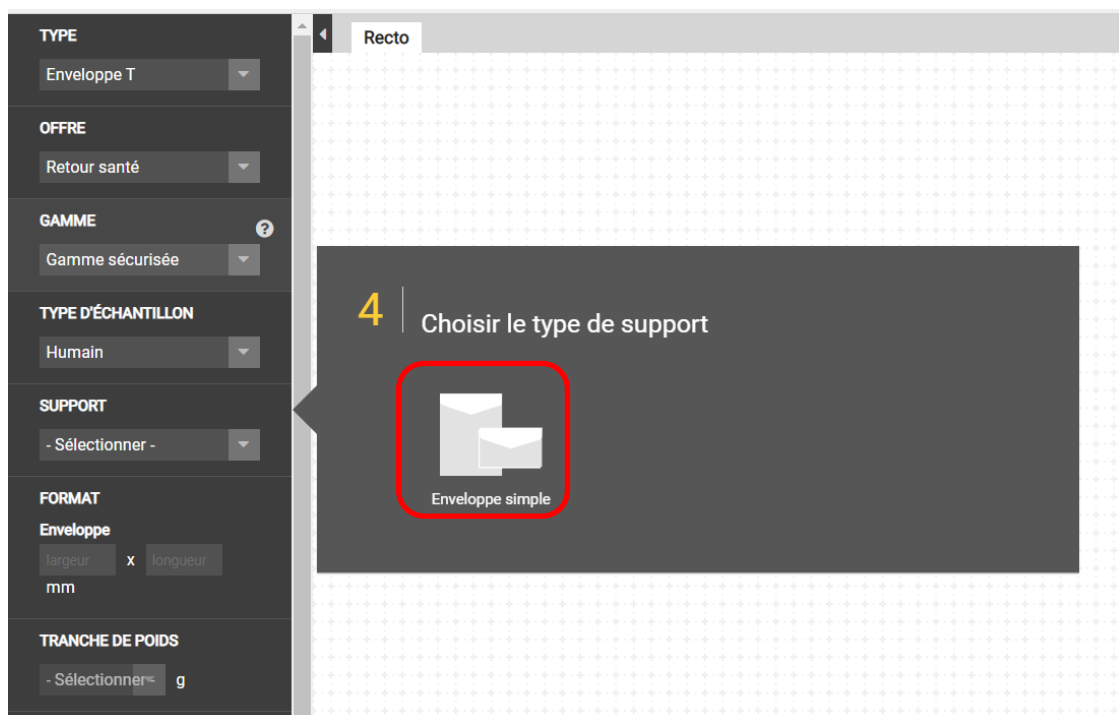 TYPE
Enveloppe T
OFFRE
Retour santé
GAMME
?
Gamme sécurisée
TYPE D'ÉCHANTILLON
Humain
SUPPORT
- Sélectionner -
FORMAT
Enveloppe
largeur x longueur
mm
TRANCHE DE POIDS
- Sélectionner - g
Recto
4 Choisir le type de support
Enveloppe simple